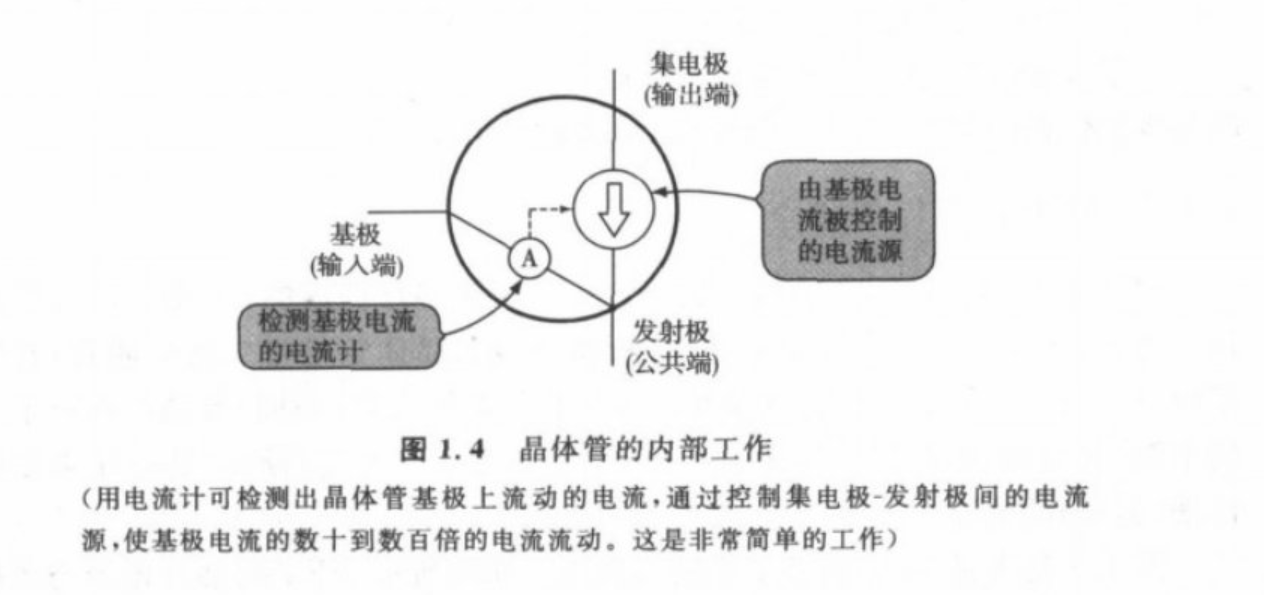 集电极
(输出端)
由基极电
流被控制
的电流源
基极
(输入端)
A
检测基极电流
的电流计
发射极
(公共端)
图 1.4 晶体管的内部工作
(用电流计可检测出晶体管基极上流动的电流,通过控制集电极-发射极间的电流
源,使基极电流的数十到数百倍的电流流动。这是非常简单的工作)